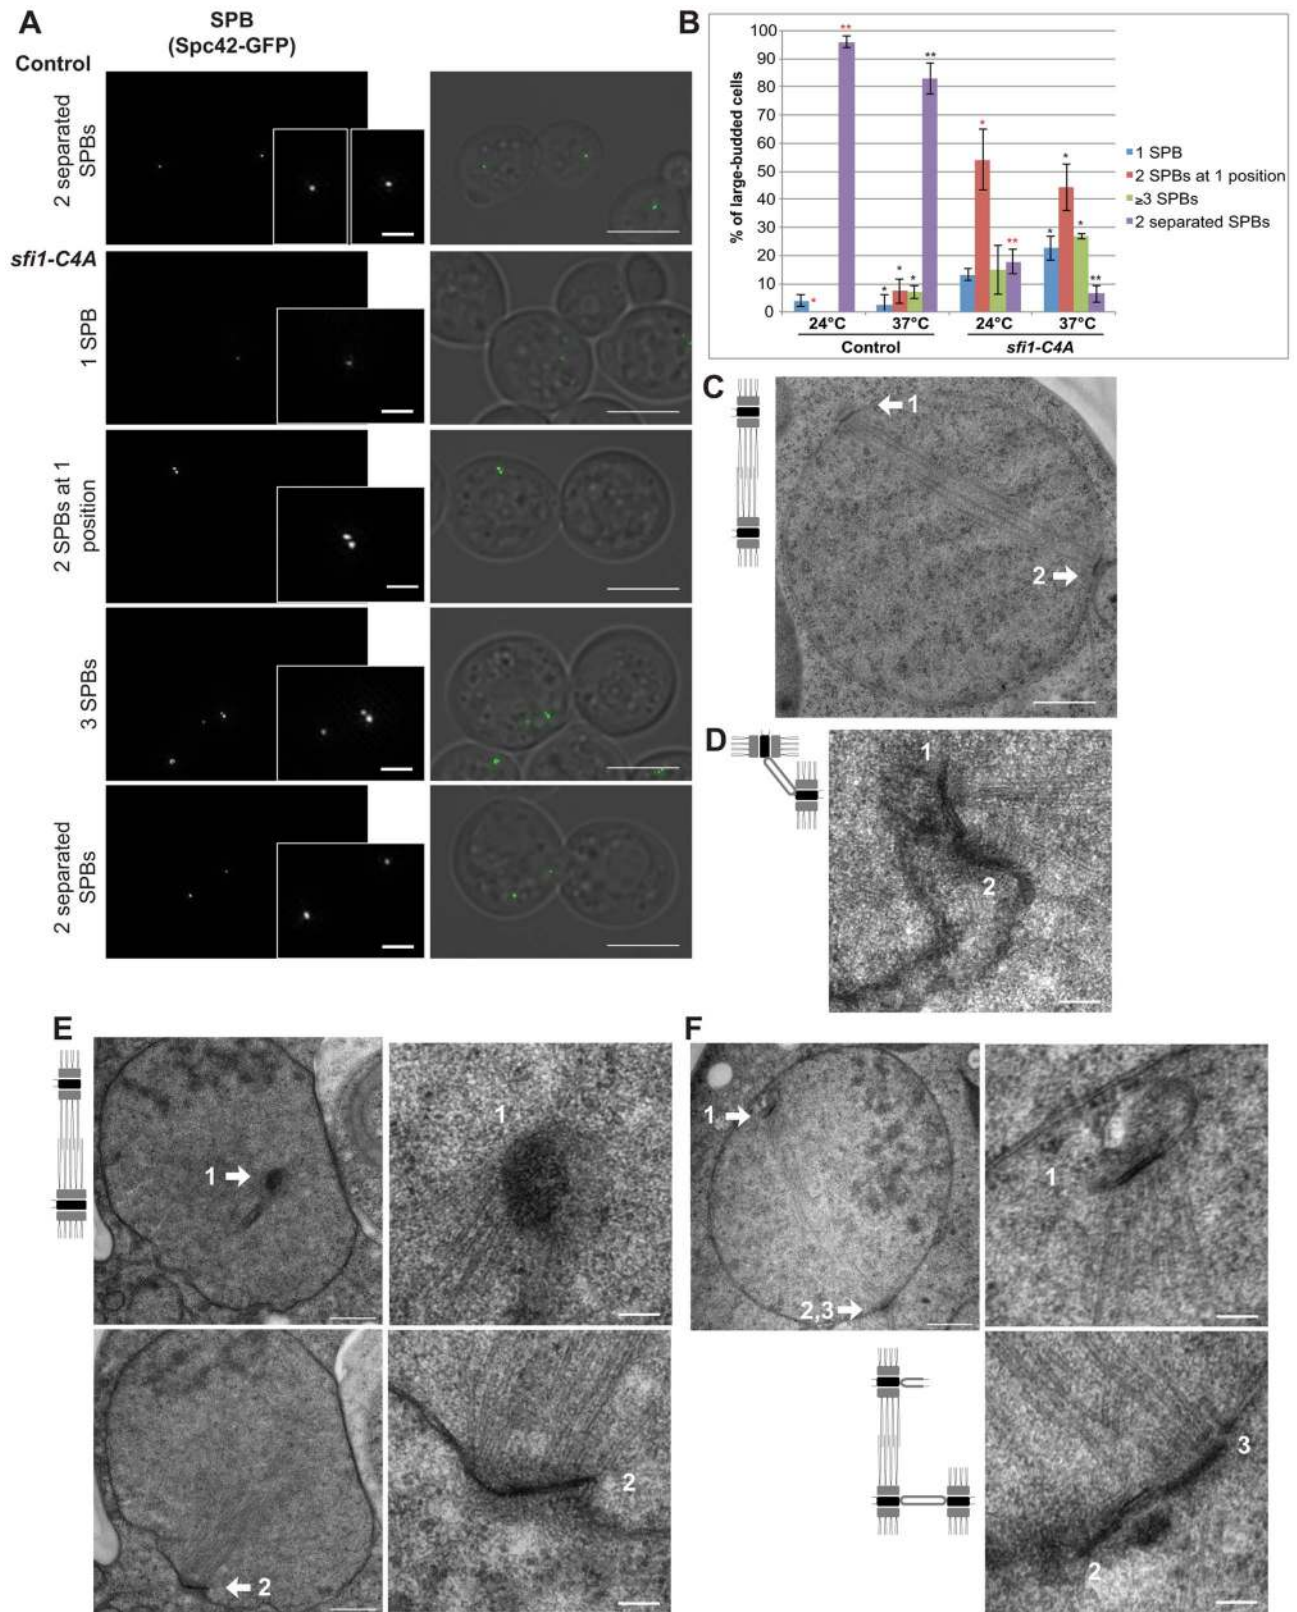 A
SPB
(Spc42-GFP)
Control
2 separated
SPBs
sfi1-C4A
1 SPB
2 SPBs at 1
position
3 SPBs
2 separated
SPBs
B
% of large-budded cells
100
90
80
70
60
50
40
30
20
10
0
**
*
*
*
*
**
*
**
*
*
*
**
24°C
37°C
24°C
37°C
Control
sfi1-C4A
1 SPB
2 SPBs at 1 position
≥3 SPBs
2 separated SPBs
C
1
2
D
1
2
E
1
1
2
2
F
1
2,3
1
3
2